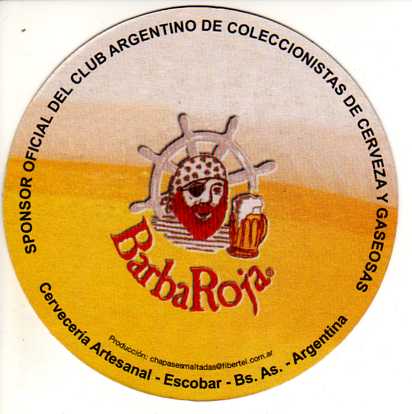 SPONSOR OFICIAL DEL CLUB ARGENTINO DE COLECCIONISTAS DE CERVEZA Y GASEOSAS
BarbaRoja®
Producción: chapasesmaltadas@fibertel.com.ar
Cervecería Artesanal - Escobar - Bs. As. - Argentina